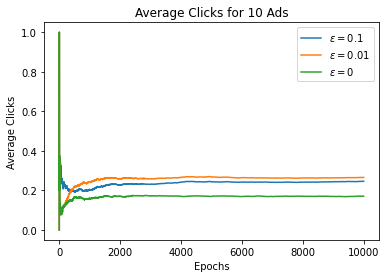 Average Clicks for 10 Ads
Average Clicks
1.0
0.8
0.6
0.4
0.2
0.0
ε = 0.1
ε = 0.01
ε = 0
0
2000
4000
6000
8000
10000
Epochs